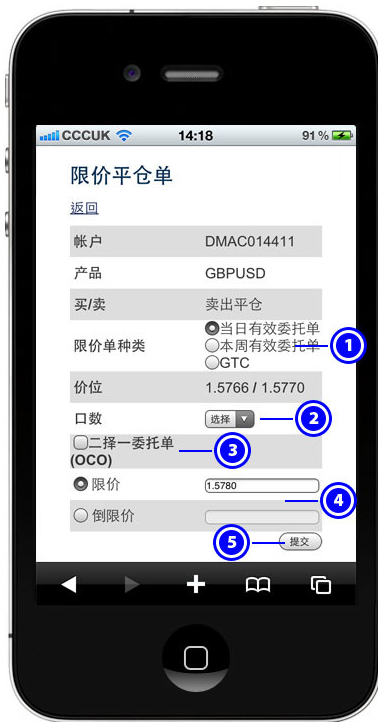 CCCUK 14:18 91%
限价平仓单
返回
帐户 DMAC014411
产品 GBPUSD
买/卖 卖出平仓
当日有效委托单
限价单种类 本周有效委托单 1
GTC
价位 1.5766 / 1.5770
口数 选择 2
二择一委托单
(OCO) 3
限价 1.5780
4
倒限价
5 提交